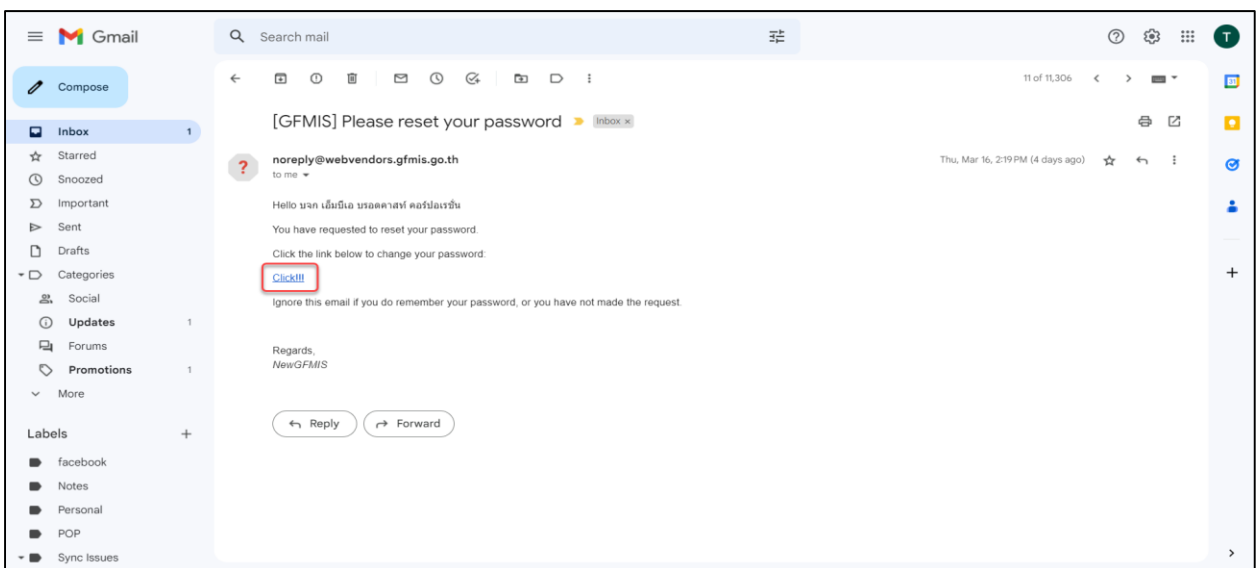 Gmail
Search mail
T
Compose
11 of 11,306
Inbox 1
Starred
Snoozed
Important
Sent
Drafts
Categories
Social
Updates 1
Forums
Promotions 1
More
Labels
facebook
Notes
Personal
POP
Sync Issues
[GFMIS] Please reset your password
Inbox ×
noreply@webvendors.gfmis.go.th
Thu, Mar 16, 2:19 PM (4 days ago)
to me
Hello บจก เอ็มบีเอ บรอดคาสท์ คอร์ปอเรชั่น
You have requested to reset your password.
Click the link below to change your password:
Click!!!
Ignore this email if you do remember your password, or you have not made the request.
Regards,
NewGFMIS
Reply
Forward
31